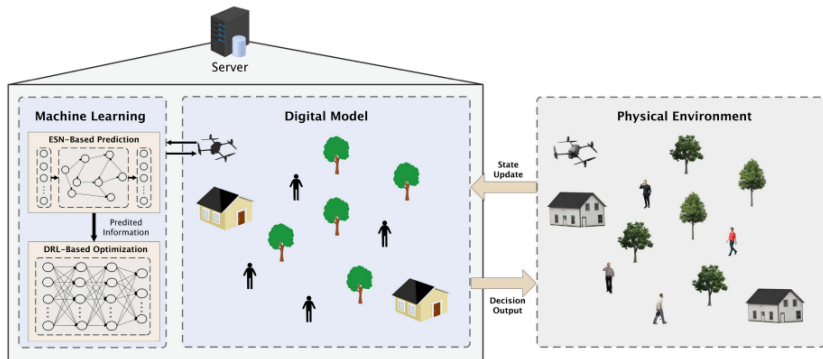 Server
Machine Learning
Digital Model
Physical Environment
ESN-Based Prediction
Predited
Information
DRL-Based Optimization
State
Update
Decision
Output